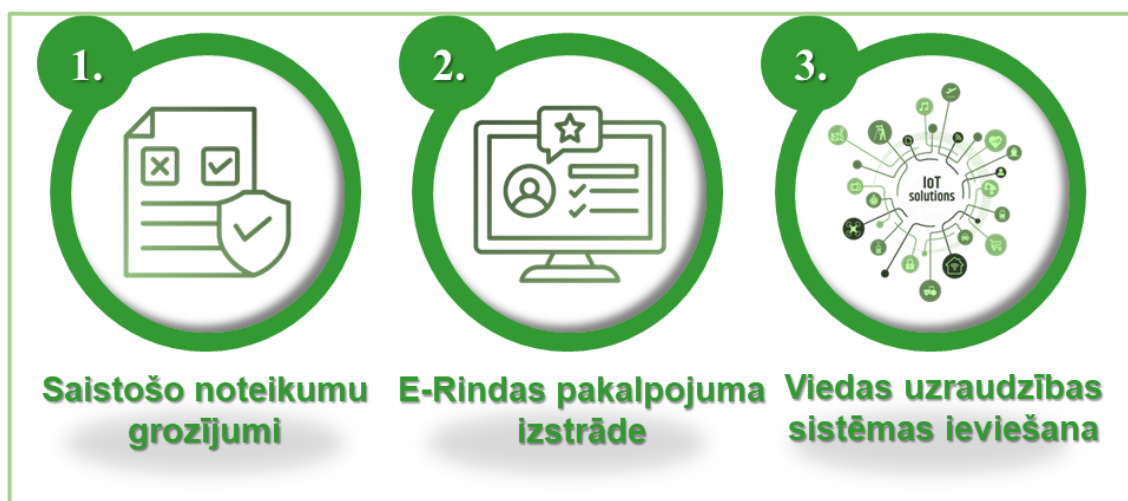 1.
2.
3.
IoT
solutions
Saistošo noteikumu
grozījumi
E-Rindas pakalpojuma
izstrāde
Viedas uzraudzības
sistēmas ieviešana